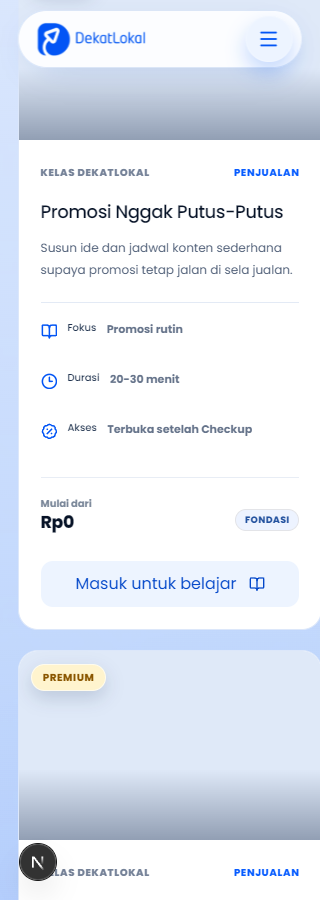 DekatLokal
KELAS DEKATLOKAL PENJUALAN
Promosi Nggak Putus-Putus
Susun ide dan jadwal konten sederhana
supaya promosi tetap jalan di sela jualan.
Fokus Promosi rutin
Durasi 20-30 menit
Akses Terbuka setelah Checkup
Mulai dari
Rp0
FONDASI
Masuk untuk belajar
PREMIUM
N
LAS DEKATLOKAL PENJUALAN